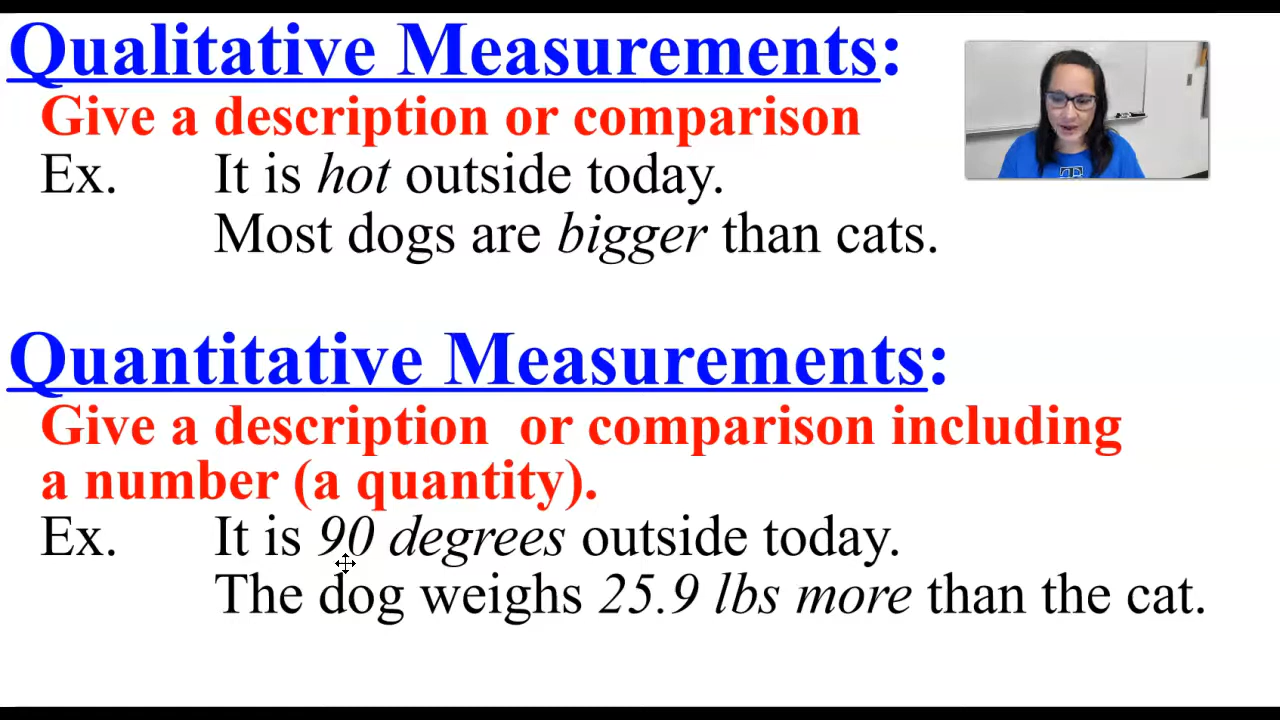 Qualitative Measurements:
Give a description or comparison
Ex. It is hot outside today.
Most dogs are bigger than cats.
Quantitative Measurements:
Give a description or comparison including
a number (a quantity).
Ex. It is 90 degrees outside today.
The dog weighs 25.9 lbs more than the cat.